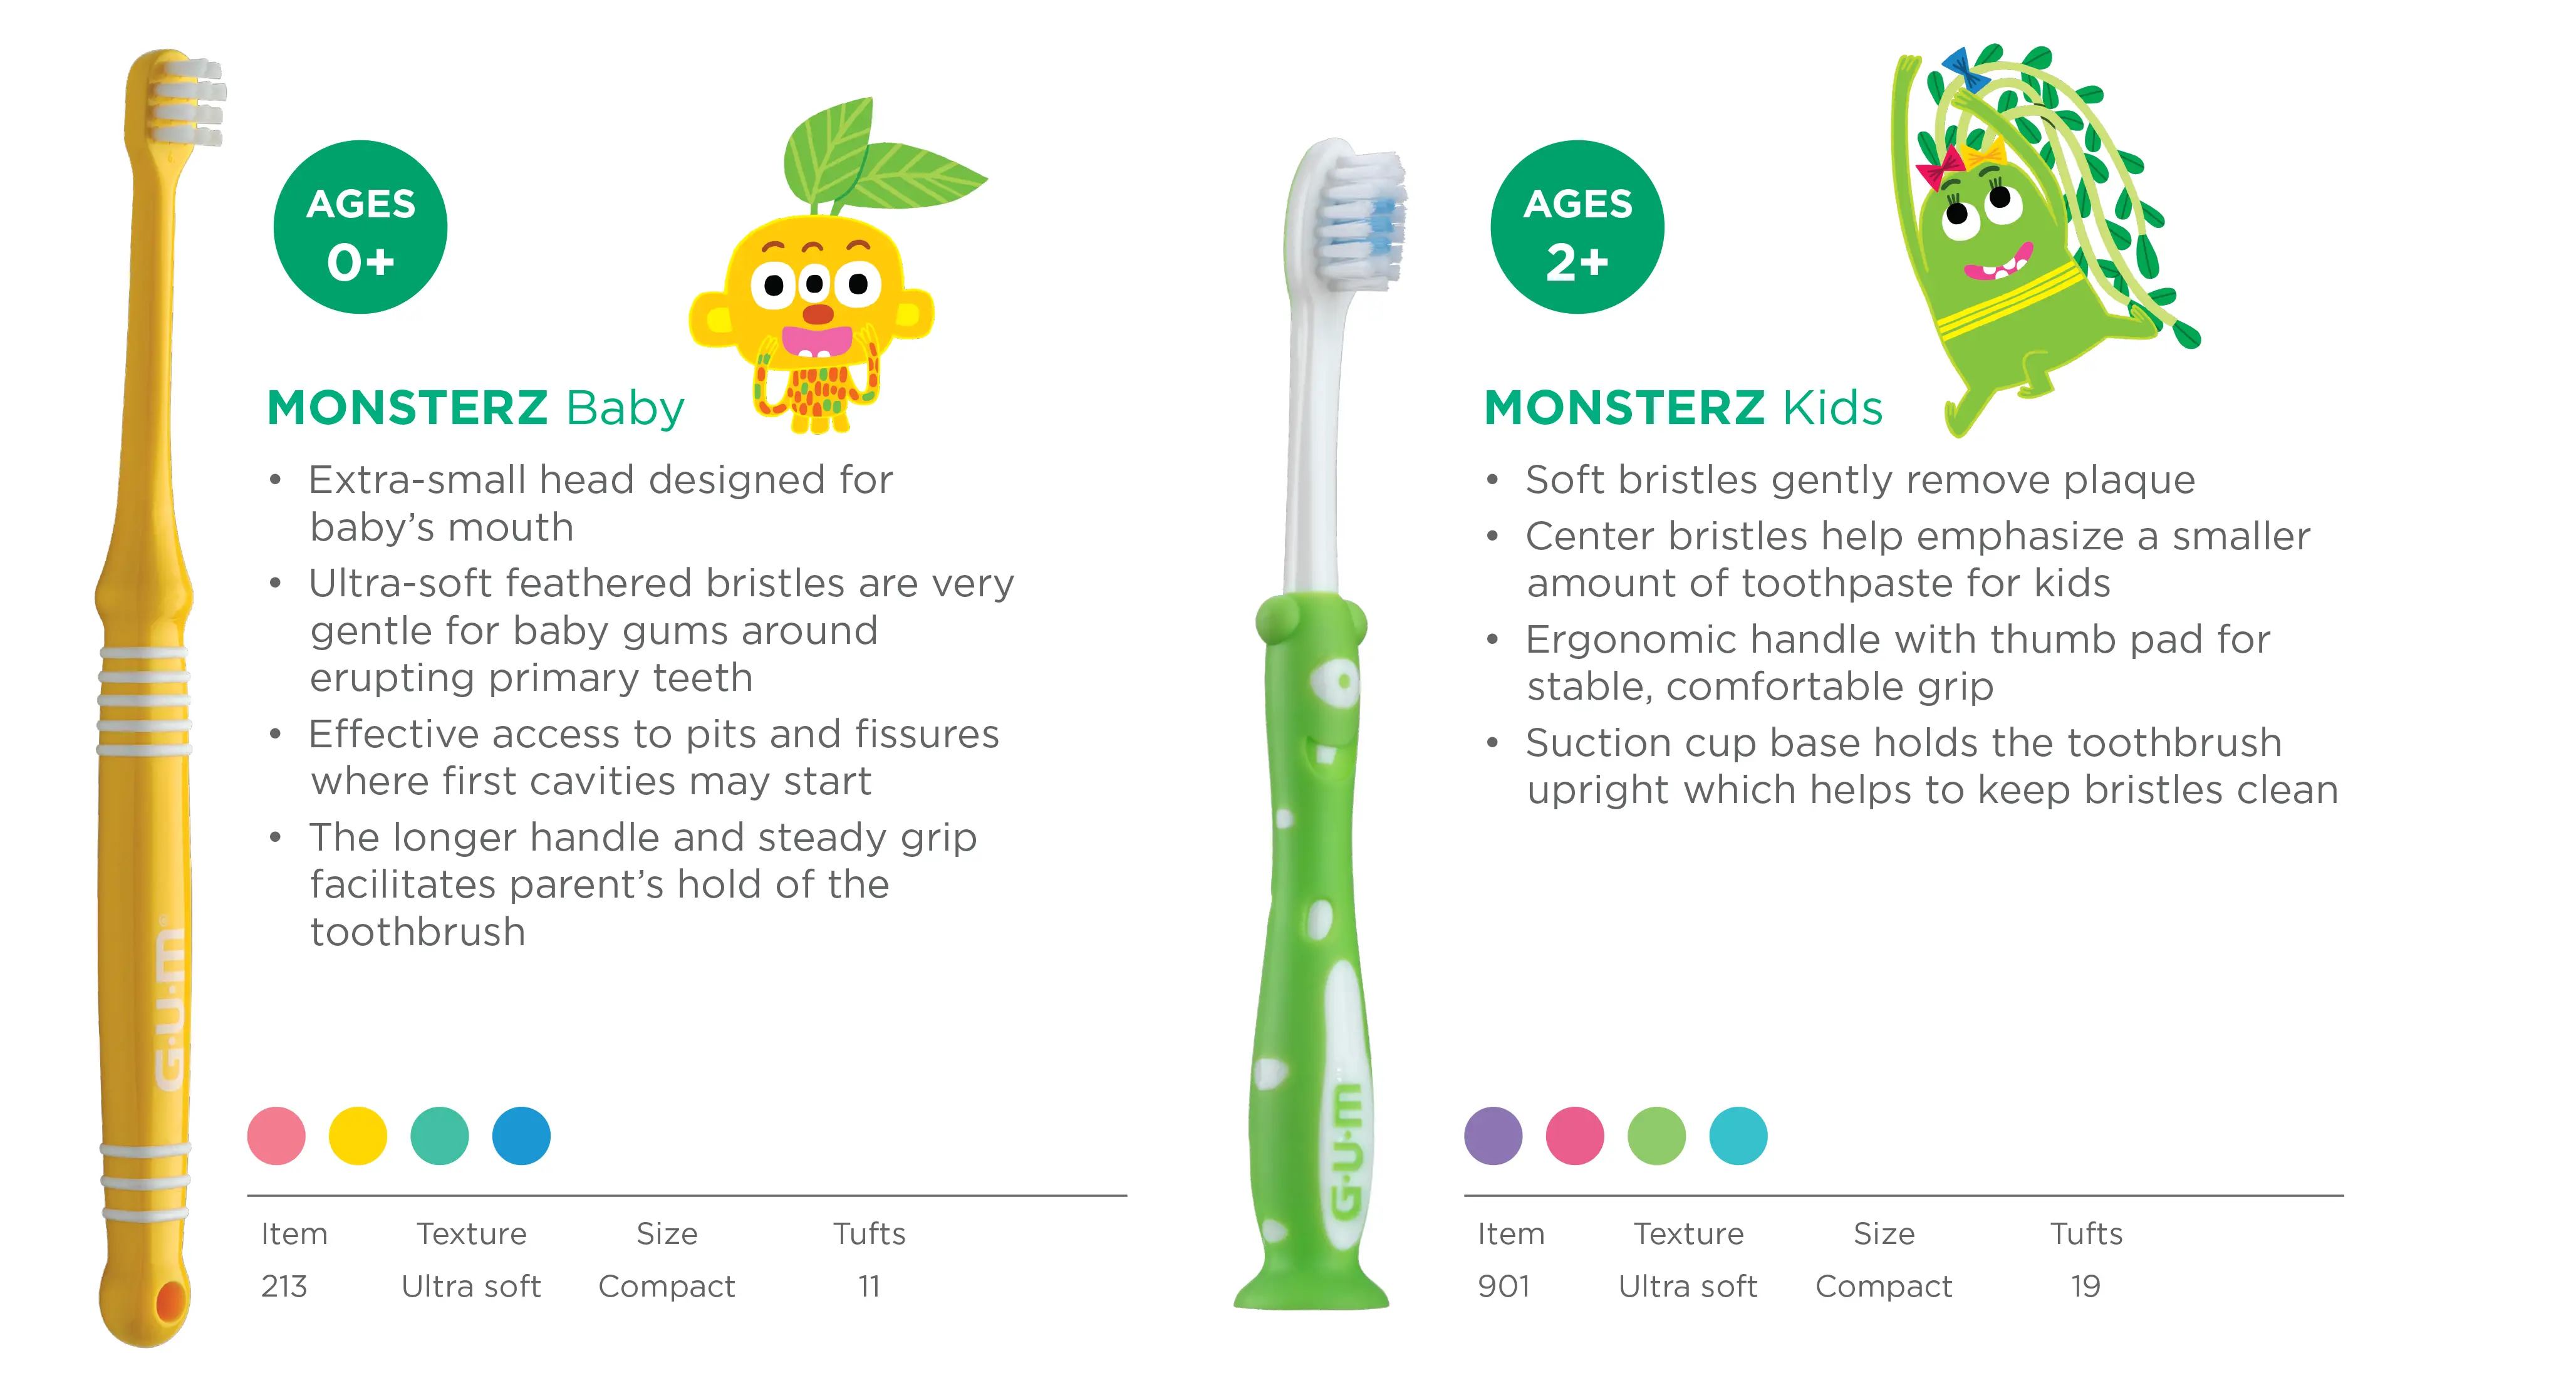 AGES
0+
MONSTERZ Baby
• Extra-small head designed for
baby's mouth
• Ultra-soft feathered bristles are very
gentle for baby gums around
erupting primary teeth
• Effective access to pits and fissures
where first cavities may start
• The longer handle and steady grip
facilitates parent's hold of the
toothbrush
G·U·M®
Item Texture Size Tufts
213 Ultra soft Compact 11
AGES
2+
MONSTERZ Kids
• Soft bristles gently remove plaque
• Center bristles help emphasize a smaller
amount of toothpaste for kids
• Ergonomic handle with thumb pad for
stable, comfortable grip
• Suction cup base holds the toothbrush
upright which helps to keep bristles clean
G·U·M
Item Texture Size Tufts
901 Ultra soft Compact 19